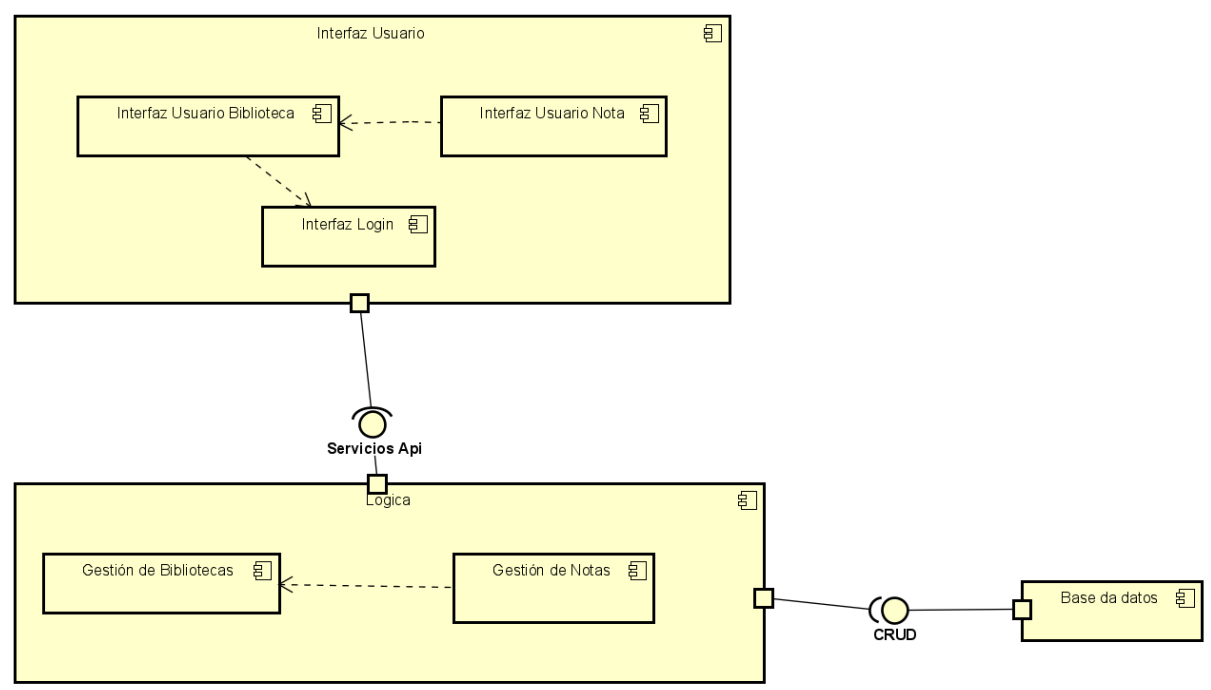 Interfaz Usuario
Interfaz Usuario Biblioteca
Interfaz Usuario Nota
Interfaz Login
Servicios Api
Logica
Gestión de Bibliotecas
Gestión de Notas
Base da datos
CRUD